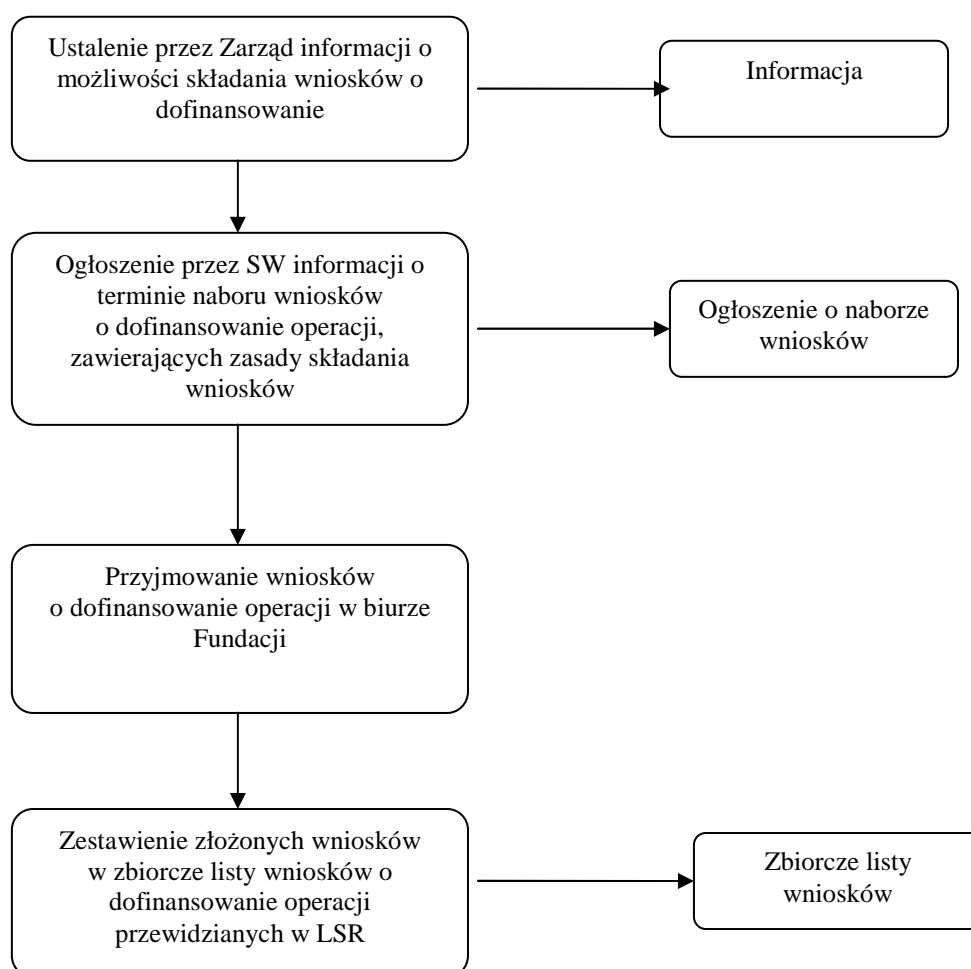 Ustalenie przez Zarząd informacji o
możliwości składania wniosków o
dofinansowanie
Informacja
Ogłoszenie przez SW informacji o
terminie naboru wniosków
o dofinansowanie operacji,
zawierających zasady składania
wniosków
Ogłoszenie o naborze
wniosków
Przyjmowanie wniosków
o dofinansowanie operacji w biurze
Fundacji
Zestawienie złożonych wniosków
w zbiorcze listy wniosków o
dofinansowanie operacji
przewidzianych w LSR
Zbiorcze listy
wniosków